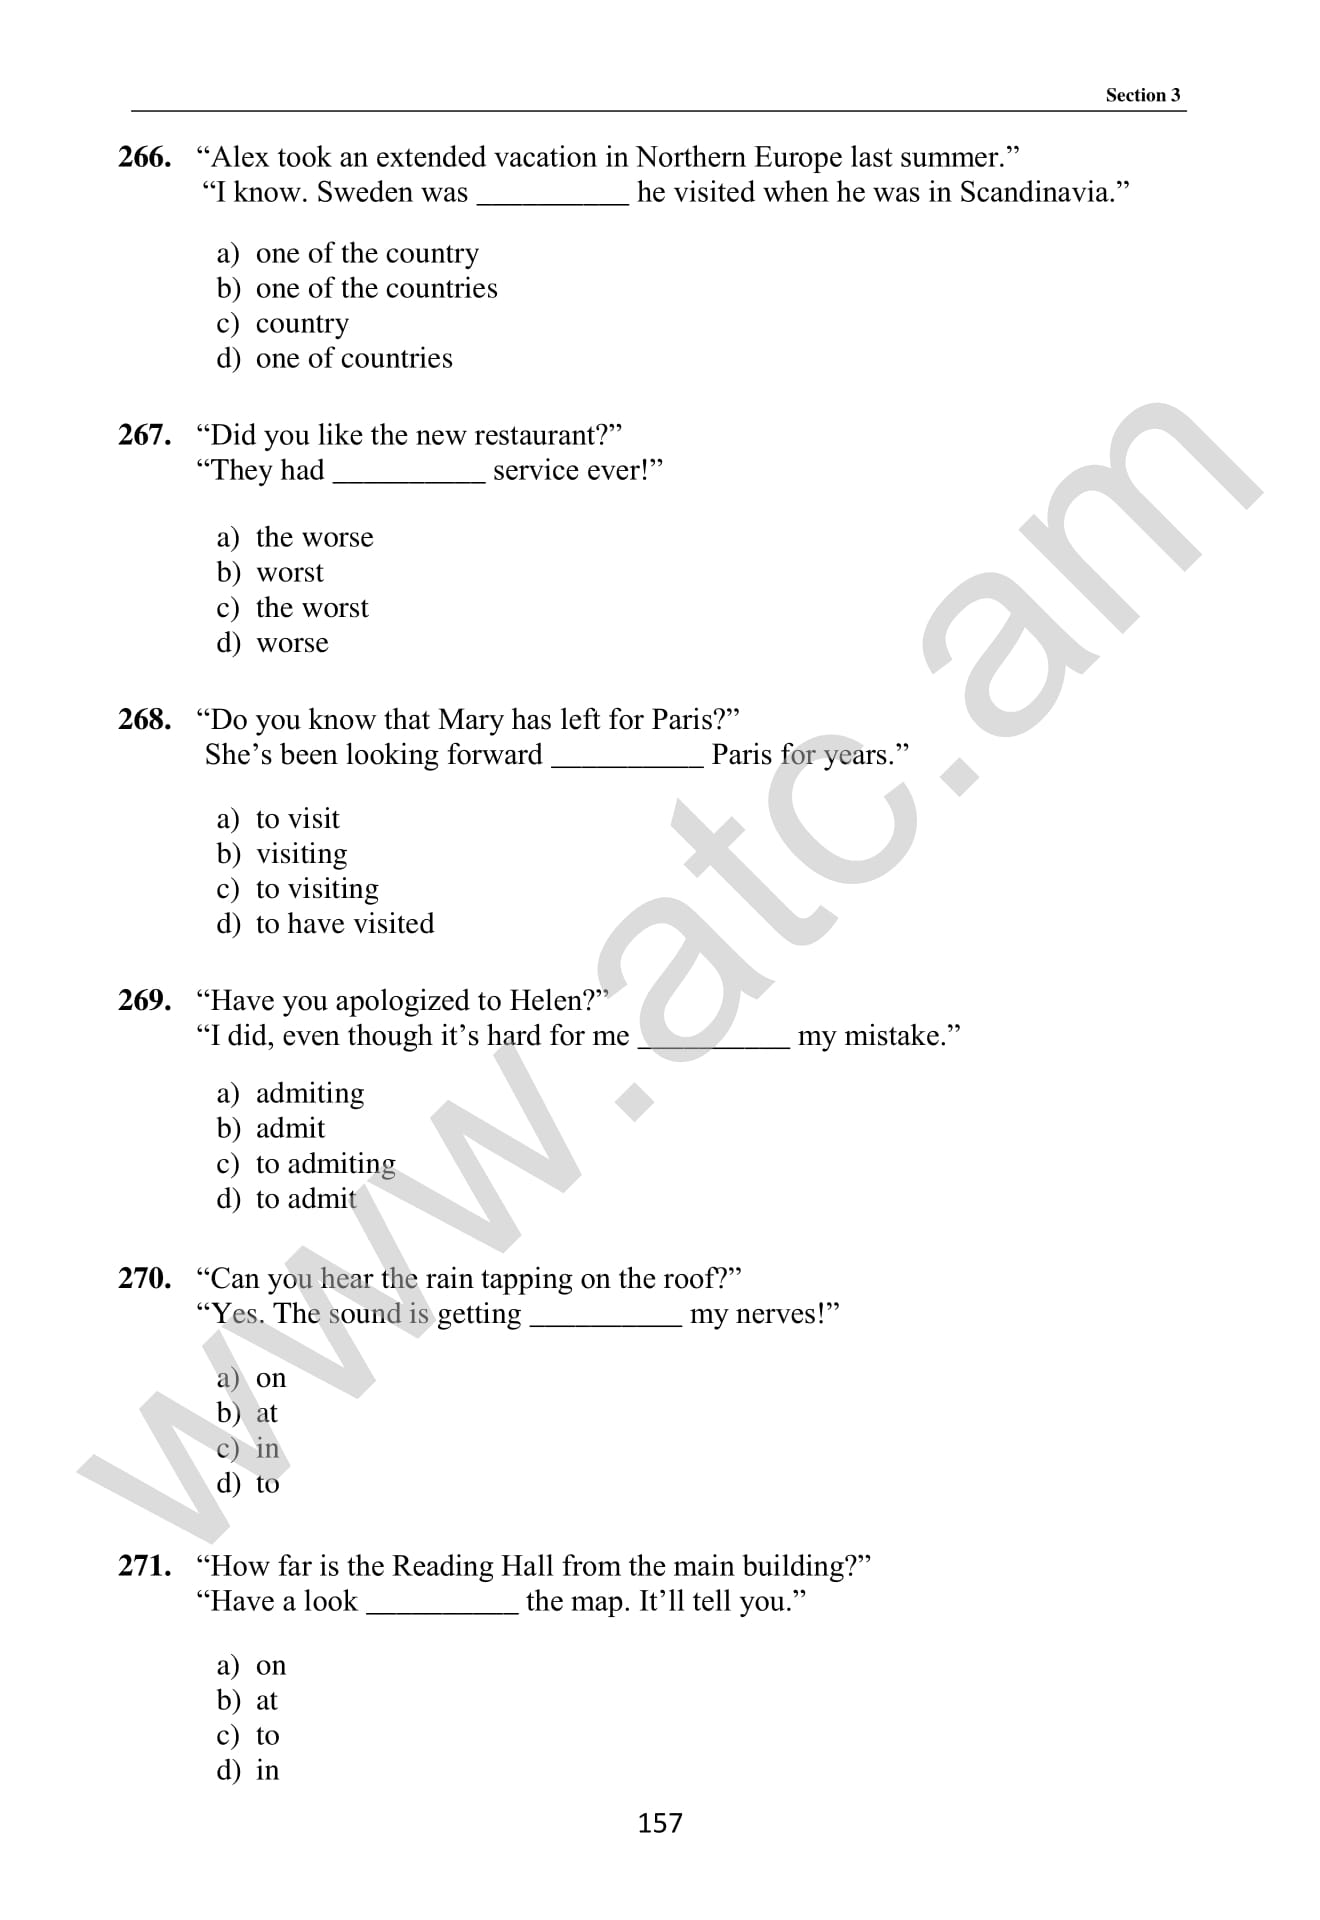 Section 3
266. “Alex took an extended vacation in Northern Europe last summer.”
“I know. Sweden was __________ he visited when he was in Scandinavia.”
a) one of the country
b) one of the countries
c) country
d) one of countries
267. “Did you like the new restaurant?”
“They had __________ service ever!”
a) the worse
b) worst
c) the worst
d) worse
268. “Do you know that Mary has left for Paris?”
She’s been looking forward __________ Paris for years.”
a) to visit
b) visiting
c) to visiting
d) to have visited
269. “Have you apologized to Helen?”
“I did, even though it’s hard for me __________ my mistake.”
a) admiting
b) admit
c) to admiting
d) to admit
270. “Can you hear the rain tapping on the roof?”
“Yes. The sound is getting __________ my nerves!”
a) on
b) at
c) in
d) to
271. “How far is the Reading Hall from the main building?”
“Have a look __________ the map. It’ll tell you.”
a) on
b) at
c) to
d) in
157
www.atc.am